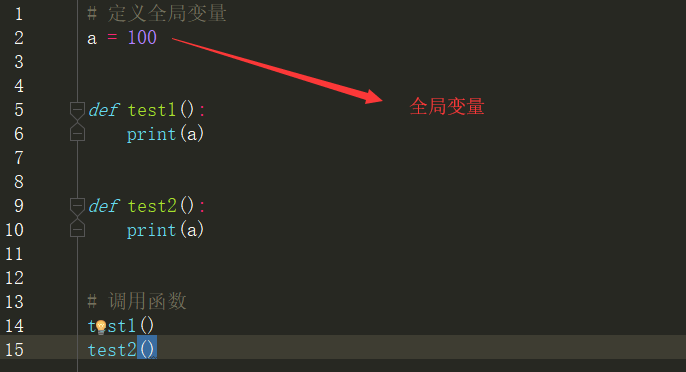 1 # 定义全局变量
2 a = 100
全局变量
3
4
5 def test1():
6 print(a)
7
8
9 def test2():
10 print(a)
11
12
13 # 调用函数
14 test1()
15 test2()